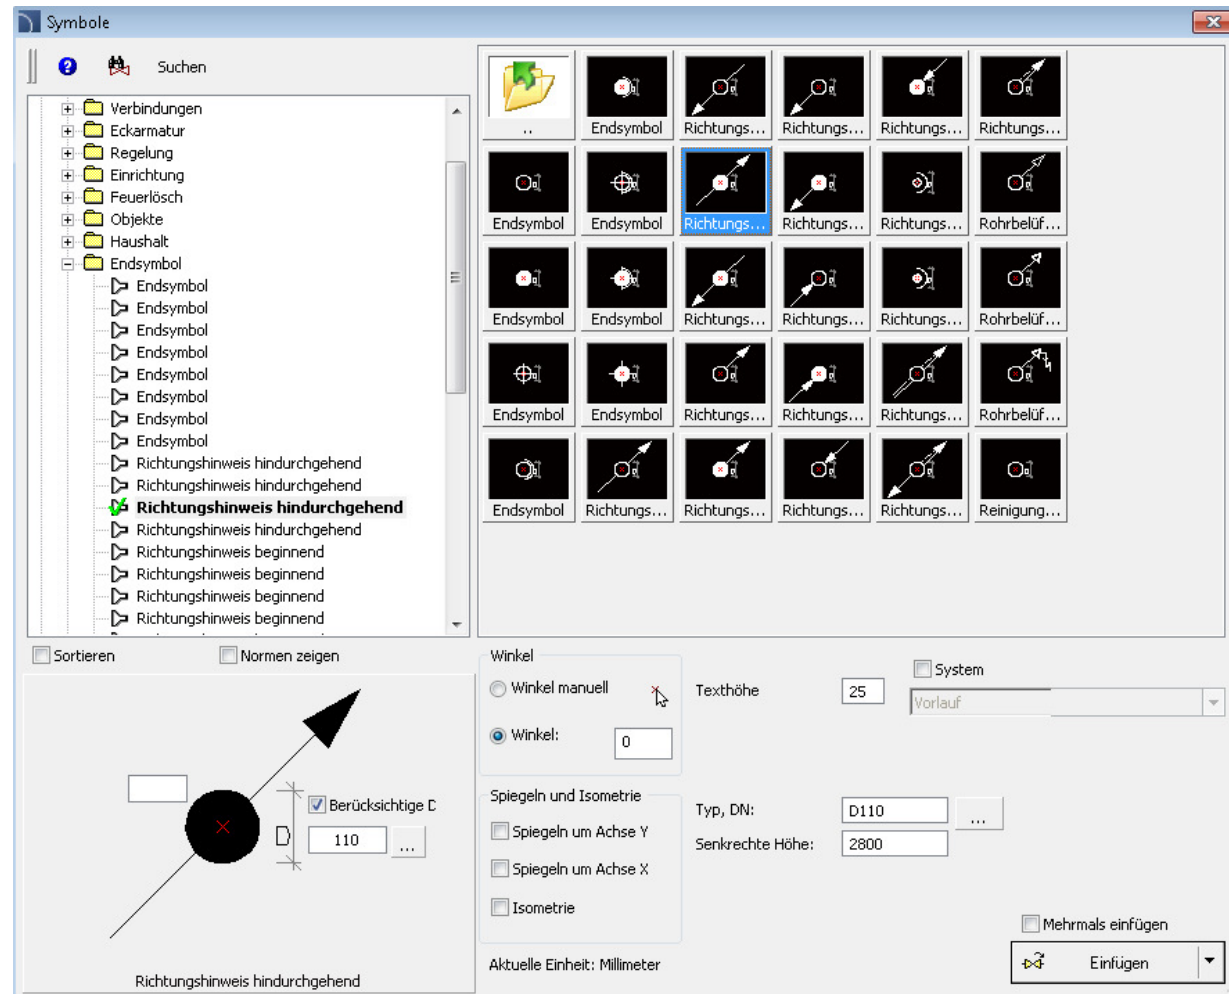 Symbole
Suchen
Verbindungen
Eckarmatur
Regelung
Einrichtung
Feuerlösch
Objekte
Haushalt
Endsymbol
Endsymbol
Endsymbol
Endsymbol
Endsymbol
Endsymbol
Endsymbol
Endsymbol
Endsymbol
Richtungshinweis hindurchgehend
Richtungshinweis hindurchgehend
Richtungshinweis hindurchgehend
Richtungshinweis hindurchgehend
Richtungshinweis beginnend
Richtungshinweis beginnend
Richtungshinweis beginnend
Richtungshinweis beginnend
.. Endsymbol Richtungs... Richtungs... Richtungs... Richtungs...
Endsymbol Endsymbol Richtungs... Richtungs... Richtungs... Rohrbelüf...
Endsymbol Endsymbol Richtungs... Richtungs... Richtungs... Rohrbelüf...
Endsymbol Endsymbol Richtungs... Richtungs... Richtungs... Rohrbelüf...
Endsymbol Richtungs... Richtungs... Richtungs... Richtungs... Reinigung...
Sortieren Normen zeigen
Berücksichtige D
D 110 ...
Richtungshinweis hindurchgehend
Winkel
Winkel manuell
Winkel: 0
Spiegeln und Isometrie
Spiegeln um Achse Y
Spiegeln um Achse X
Isometrie
Aktuelle Einheit: Millimeter
Texthöhe 25
System
Vorlauf
Typ, DN: D110 ...
Senkrechte Höhe: 2800
Mehrmals einfügen
Einfügen